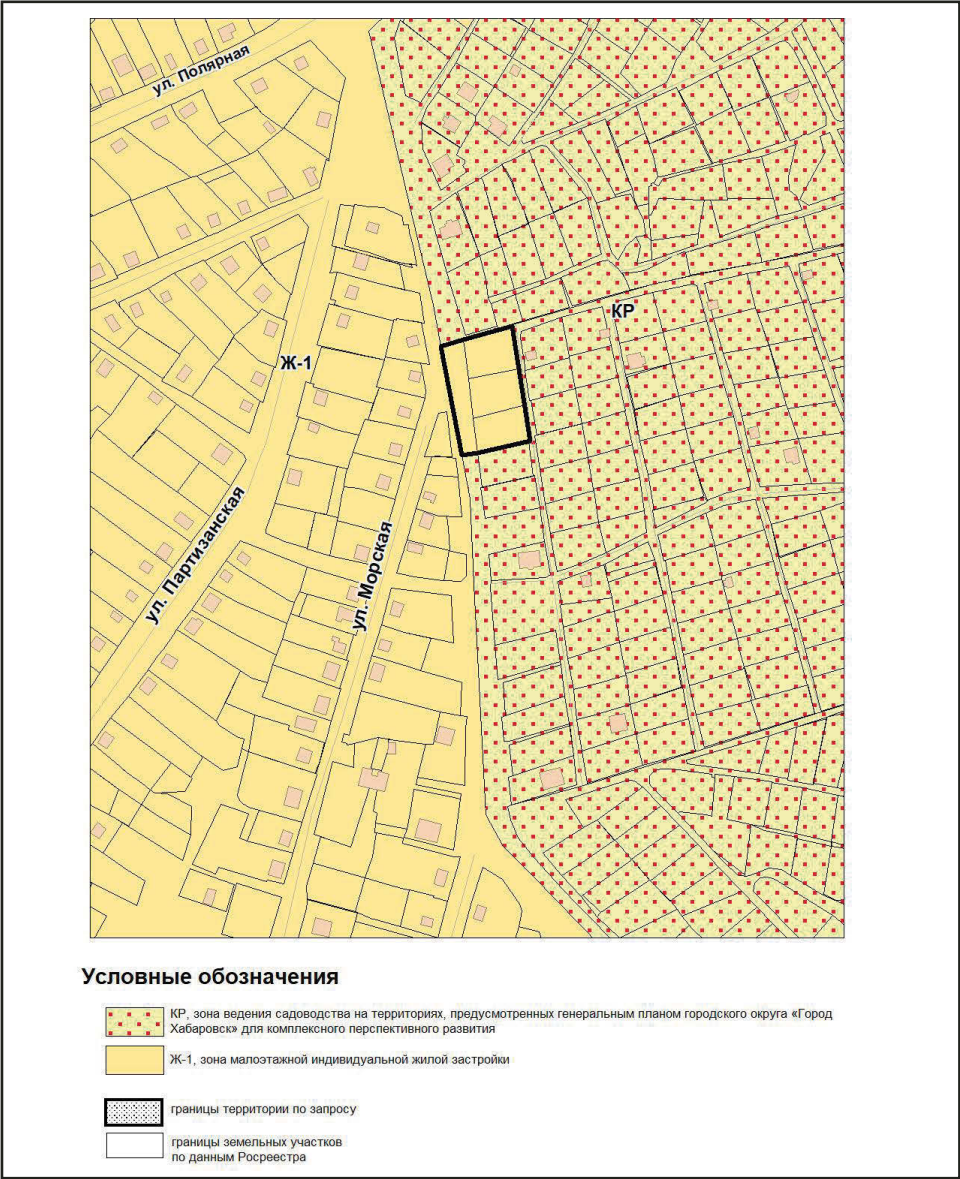 ул. Полярная
КР
Ж-1
ул. Партизанская
ул. Морская
Условные обозначения
КР, зона ведения садоводства на территориях, предусмотренных генеральным планом городского округа «Город
Хабаровск» для комплексного перспективного развития
Ж-1, зона малоэтажной индивидуальной жилой застройки
границы территории по запросу
границы земельных участков
по данным Росреестра